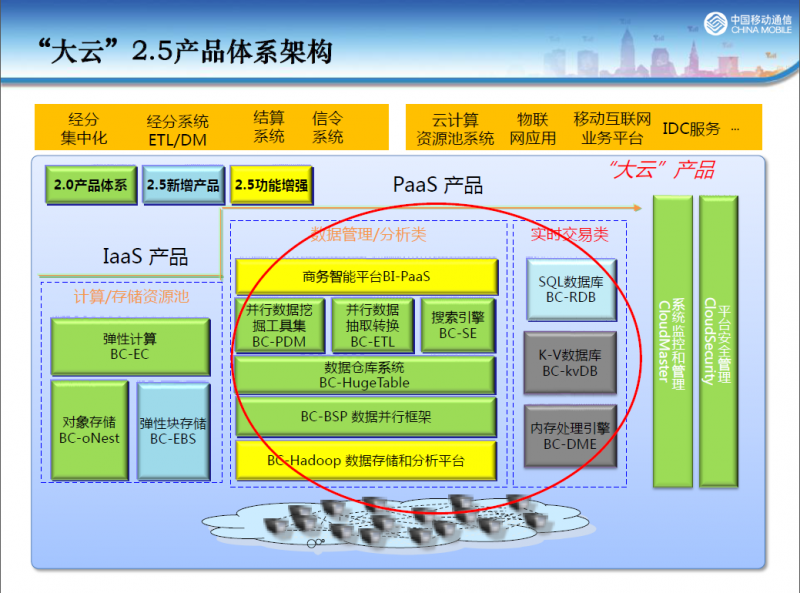 中国移动通信
CHINA MOBILE
“大云”2.5产品体系架构
经分
集中化
经分系统
ETL/DM
结算
系统
信令
系统
云计算
资源池系统
物联
网应用
移动互联网
业务平台
IDC服务 ...
“大云”产品
2.0产品体系
2.5新增产品
2.5功能增强
PaaS 产品
IaaS 产品
计算/存储资源池
弹性计算
BC-EC
对象存储
BC-oNest
弹性块存储
BC-EBS
数据管理/分析类
商务智能平台BI-PaaS
并行数据挖
掘工具集
BC-PDM
并行数据
抽取转换
BC-ETL
搜索引擎
BC-SE
数据仓库系统
BC-HugeTable
BC-BSP 数据并行框架
BC-Hadoop 数据存储和分析平台
实时交易类
SQL数据库
BC-RDB
K-V数据库
BC-kvDB
内存处理引擎
BC-DME
系统监控和管理
CloudMaster
平台安全管理
CloudSecurity